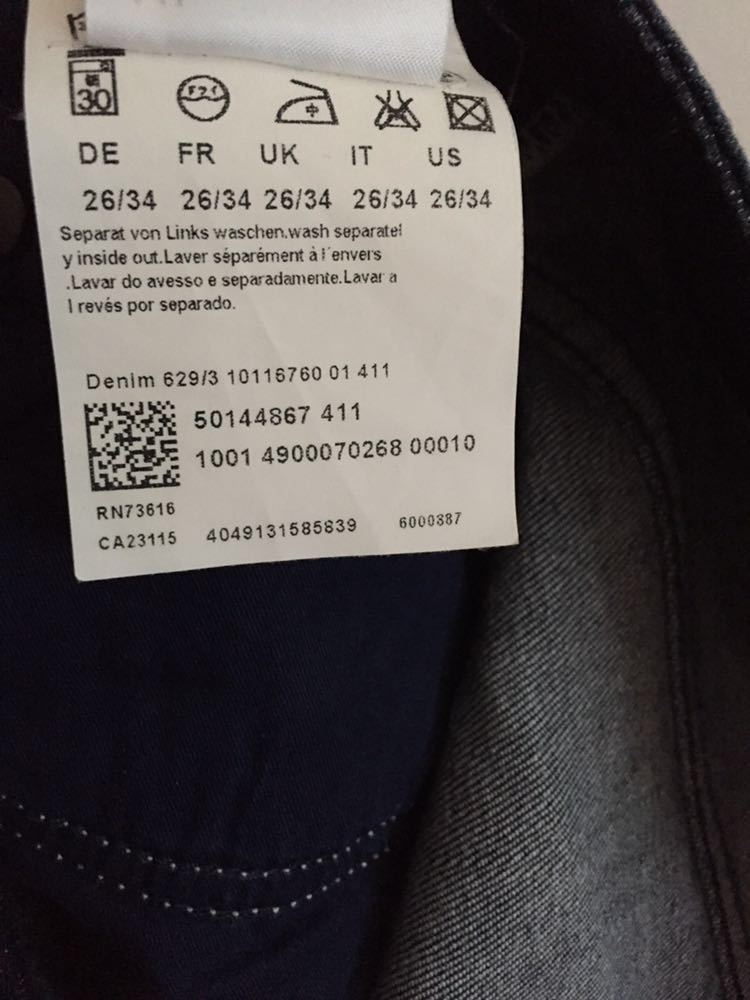 30
DE FR UK IT US
26/34 26/34 26/34 26/34 26/34
Separat von Links waschen.wash separatel
y inside out.Laver séparément à l'envers
.Lavar do avesso e separadamente.Lavar a
l revés por separado.
Denim 629/3 10116760 01 411
50144867 411
1001 4900070268 00010
RN73616
CA23115 4049131585839 6000887